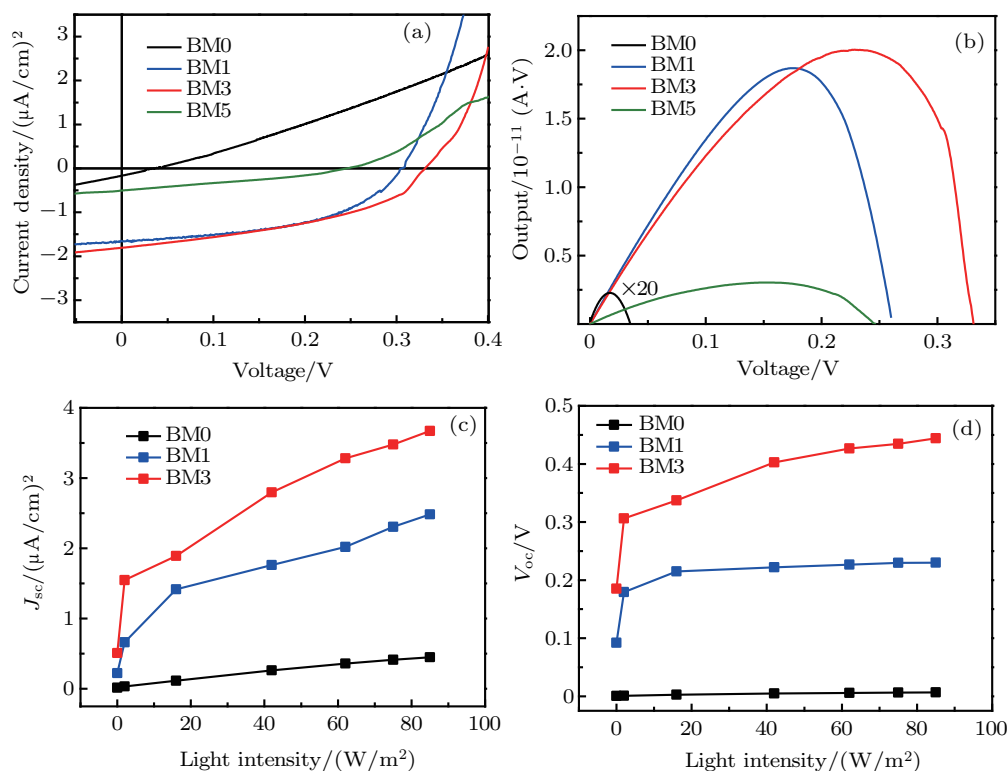 (a)
BM0
BM1
BM3
BM5
3
2
1
0
−1
−2
−3
Current density/(μA/cm)²
0
0.1
0.2
0.3
0.4
Voltage/V
(b)
BM0
BM1
BM3
BM5
×20
2.0
1.5
1.0
0.5
Output/10⁻¹¹ (A·V)
0
0.1
0.2
0.3
Voltage/V
(c)
BM0
BM1
BM3
4
3
2
1
0
Jsc/(μA/cm)²
0
20
40
60
80
100
Light intensity/(W/m²)
(d)
BM0
BM1
BM3
0.5
0.4
0.3
0.2
0.1
0
Voc/V
0
20
40
60
80
100
Light intensity/(W/m²)